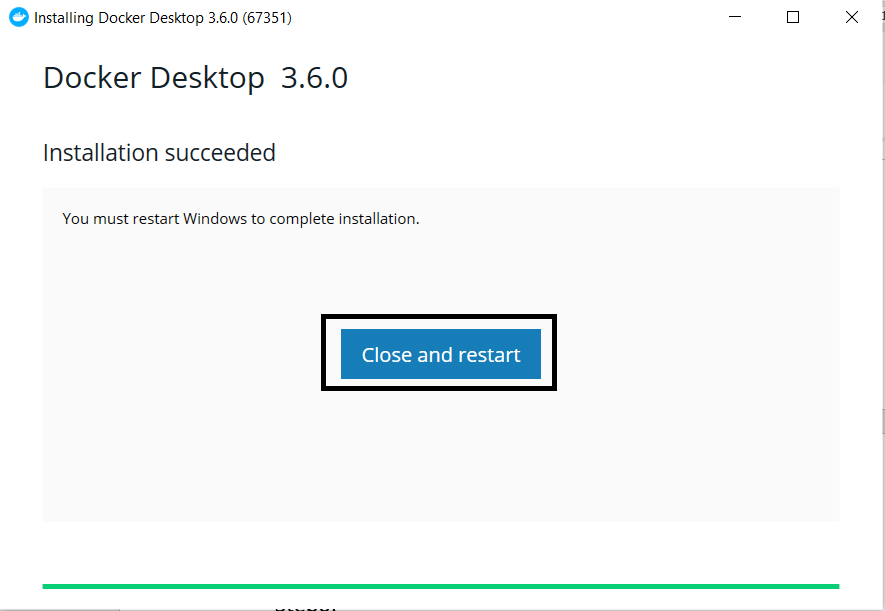 Installing Docker Desktop 3.6.0 (67351)
Docker Desktop 3.6.0
Installation succeeded
You must restart Windows to complete installation.
Close and restart